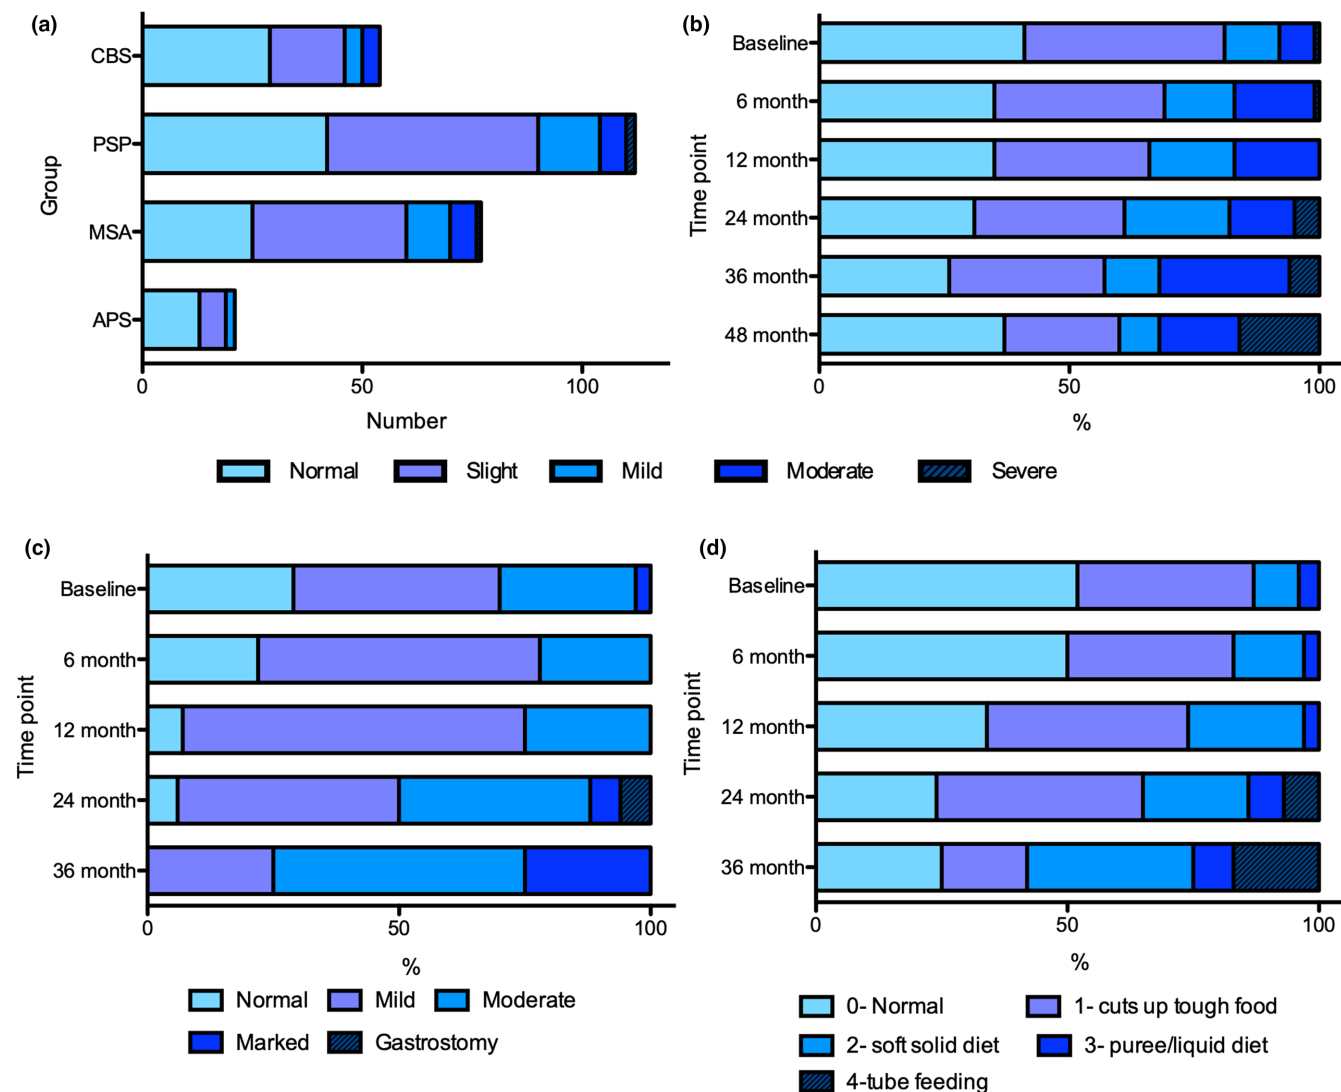 (a)
CBS
PSP
MSA
APS
Group
0 50 100
Number
(b)
Baseline
6 month
12 month
24 month
36 month
48 month
Time point
0 50 100
%
Normal Slight Mild Moderate Severe
(c)
Baseline
6 month
12 month
24 month
36 month
Time point
0 50 100
%
Normal Mild Moderate
Marked Gastrostomy
(d)
Baseline
6 month
12 month
24 month
36 month
Time point
0 50 100
%
0- Normal 1- cuts up tough food
2- soft solid diet 3- puree/liquid diet
4-tube feeding